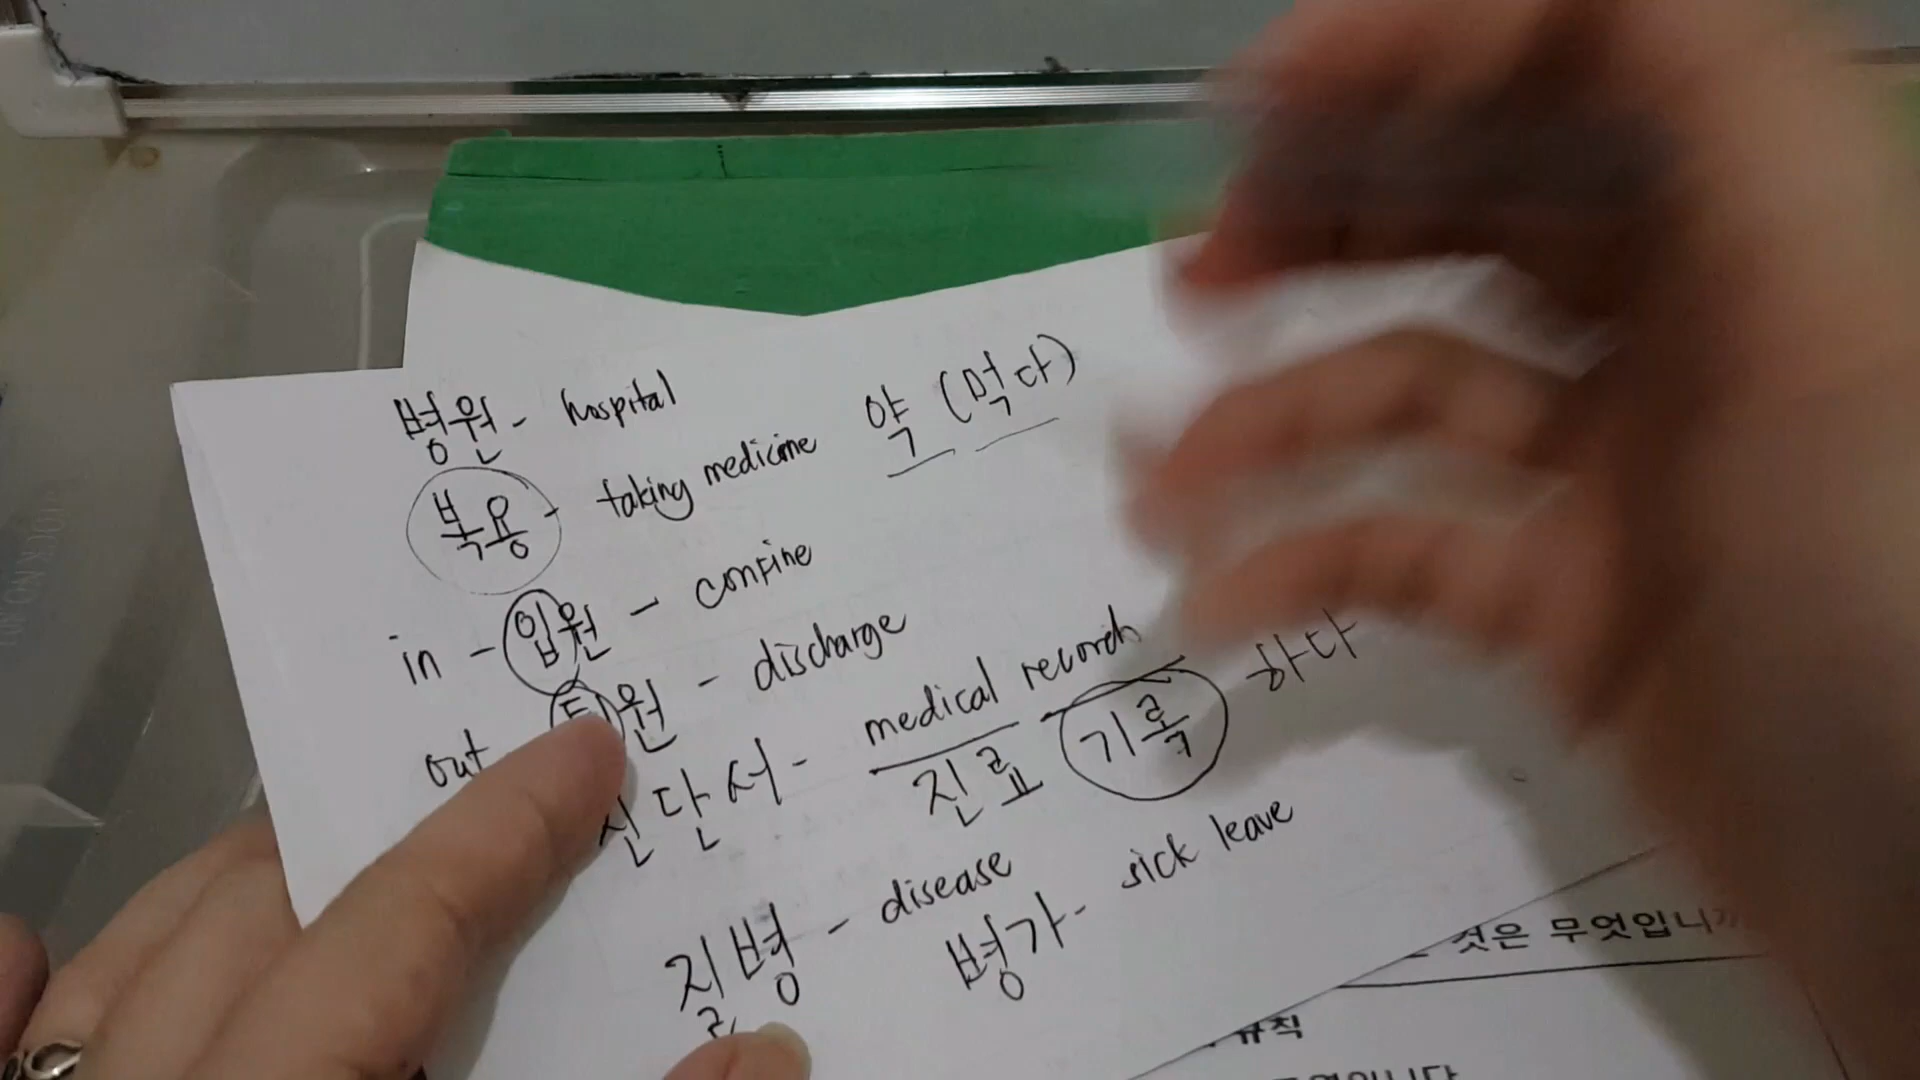 병원 - hospital
복용 - taking medicine 약 (먹다)
in - 입원 - confine
out 퇴원 - discharge
진단서 - medical records
진료 기록 하다
질병 - disease
병가 - sick leave
것은 무엇입니까
규칙